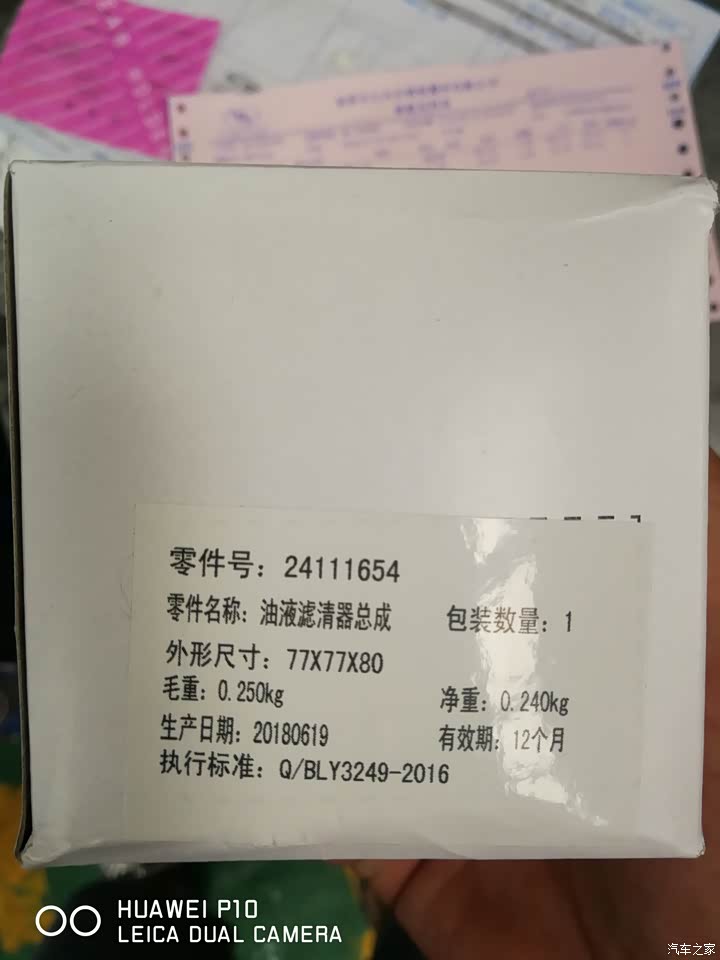 零件号：24111654
零件名称：油液滤清器总成 包装数量：1
外形尺寸：77X77X80
毛重：0.250kg 净重：0.240kg
生产日期：20180619 有效期：12个月
执行标准：Q/BLY3249-2016
HUAWEI P10
LEICA DUAL CAMERA
汽车之家